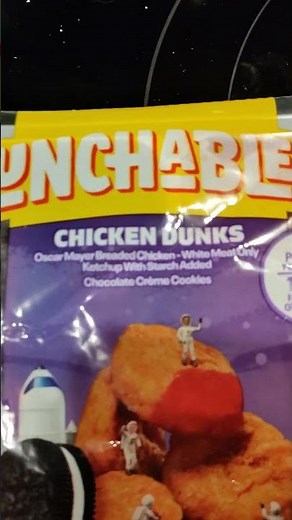 UNCHABLE
CHICKEN DUNKS
Oscar Mayer Breaded Chicken - White Meat Only
Ketchup With Starch Added
Chocolate Crème Cookies